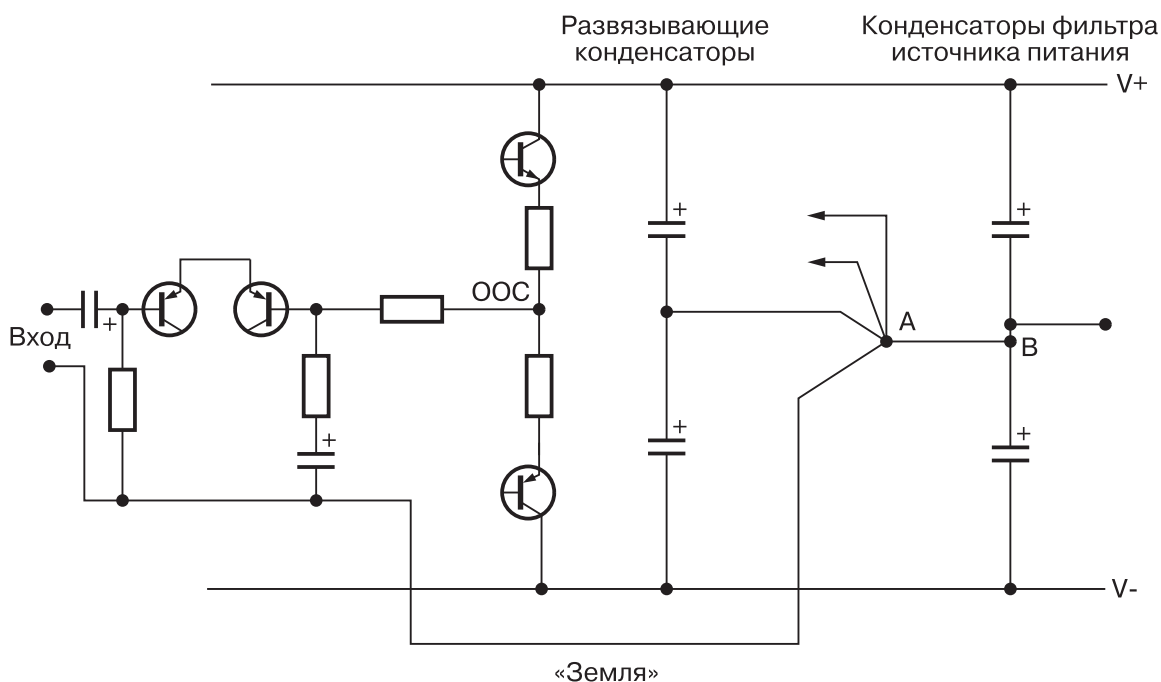 Развязывающие
конденсаторы
Конденсаторы фильтра
источника питания
V+
+
+
ООС
Вход
+
A
B
+
+
+
V-
«Земля»